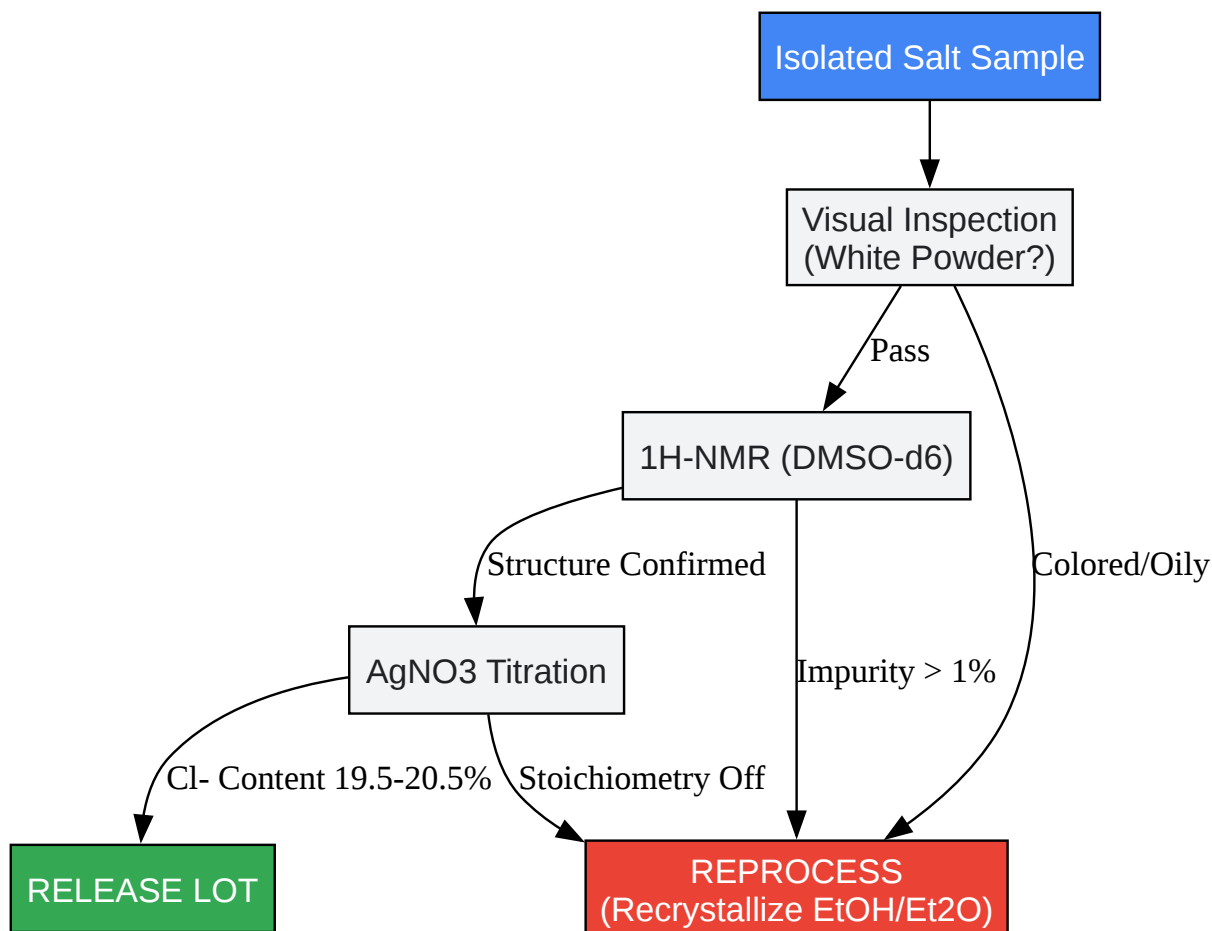 Isolated Salt Sample
Visual Inspection
(White Powder?)
Pass
1H-NMR (DMSO-d6)
Structure Confirmed
Colored/Oily
AgNO3 Titration
Impurity > 1%
Cl- Content 19.5-20.5%
Stoichiometry Off
RELEASE LOT
REPROCESS
(Recrystallize EtOH/Et2O)